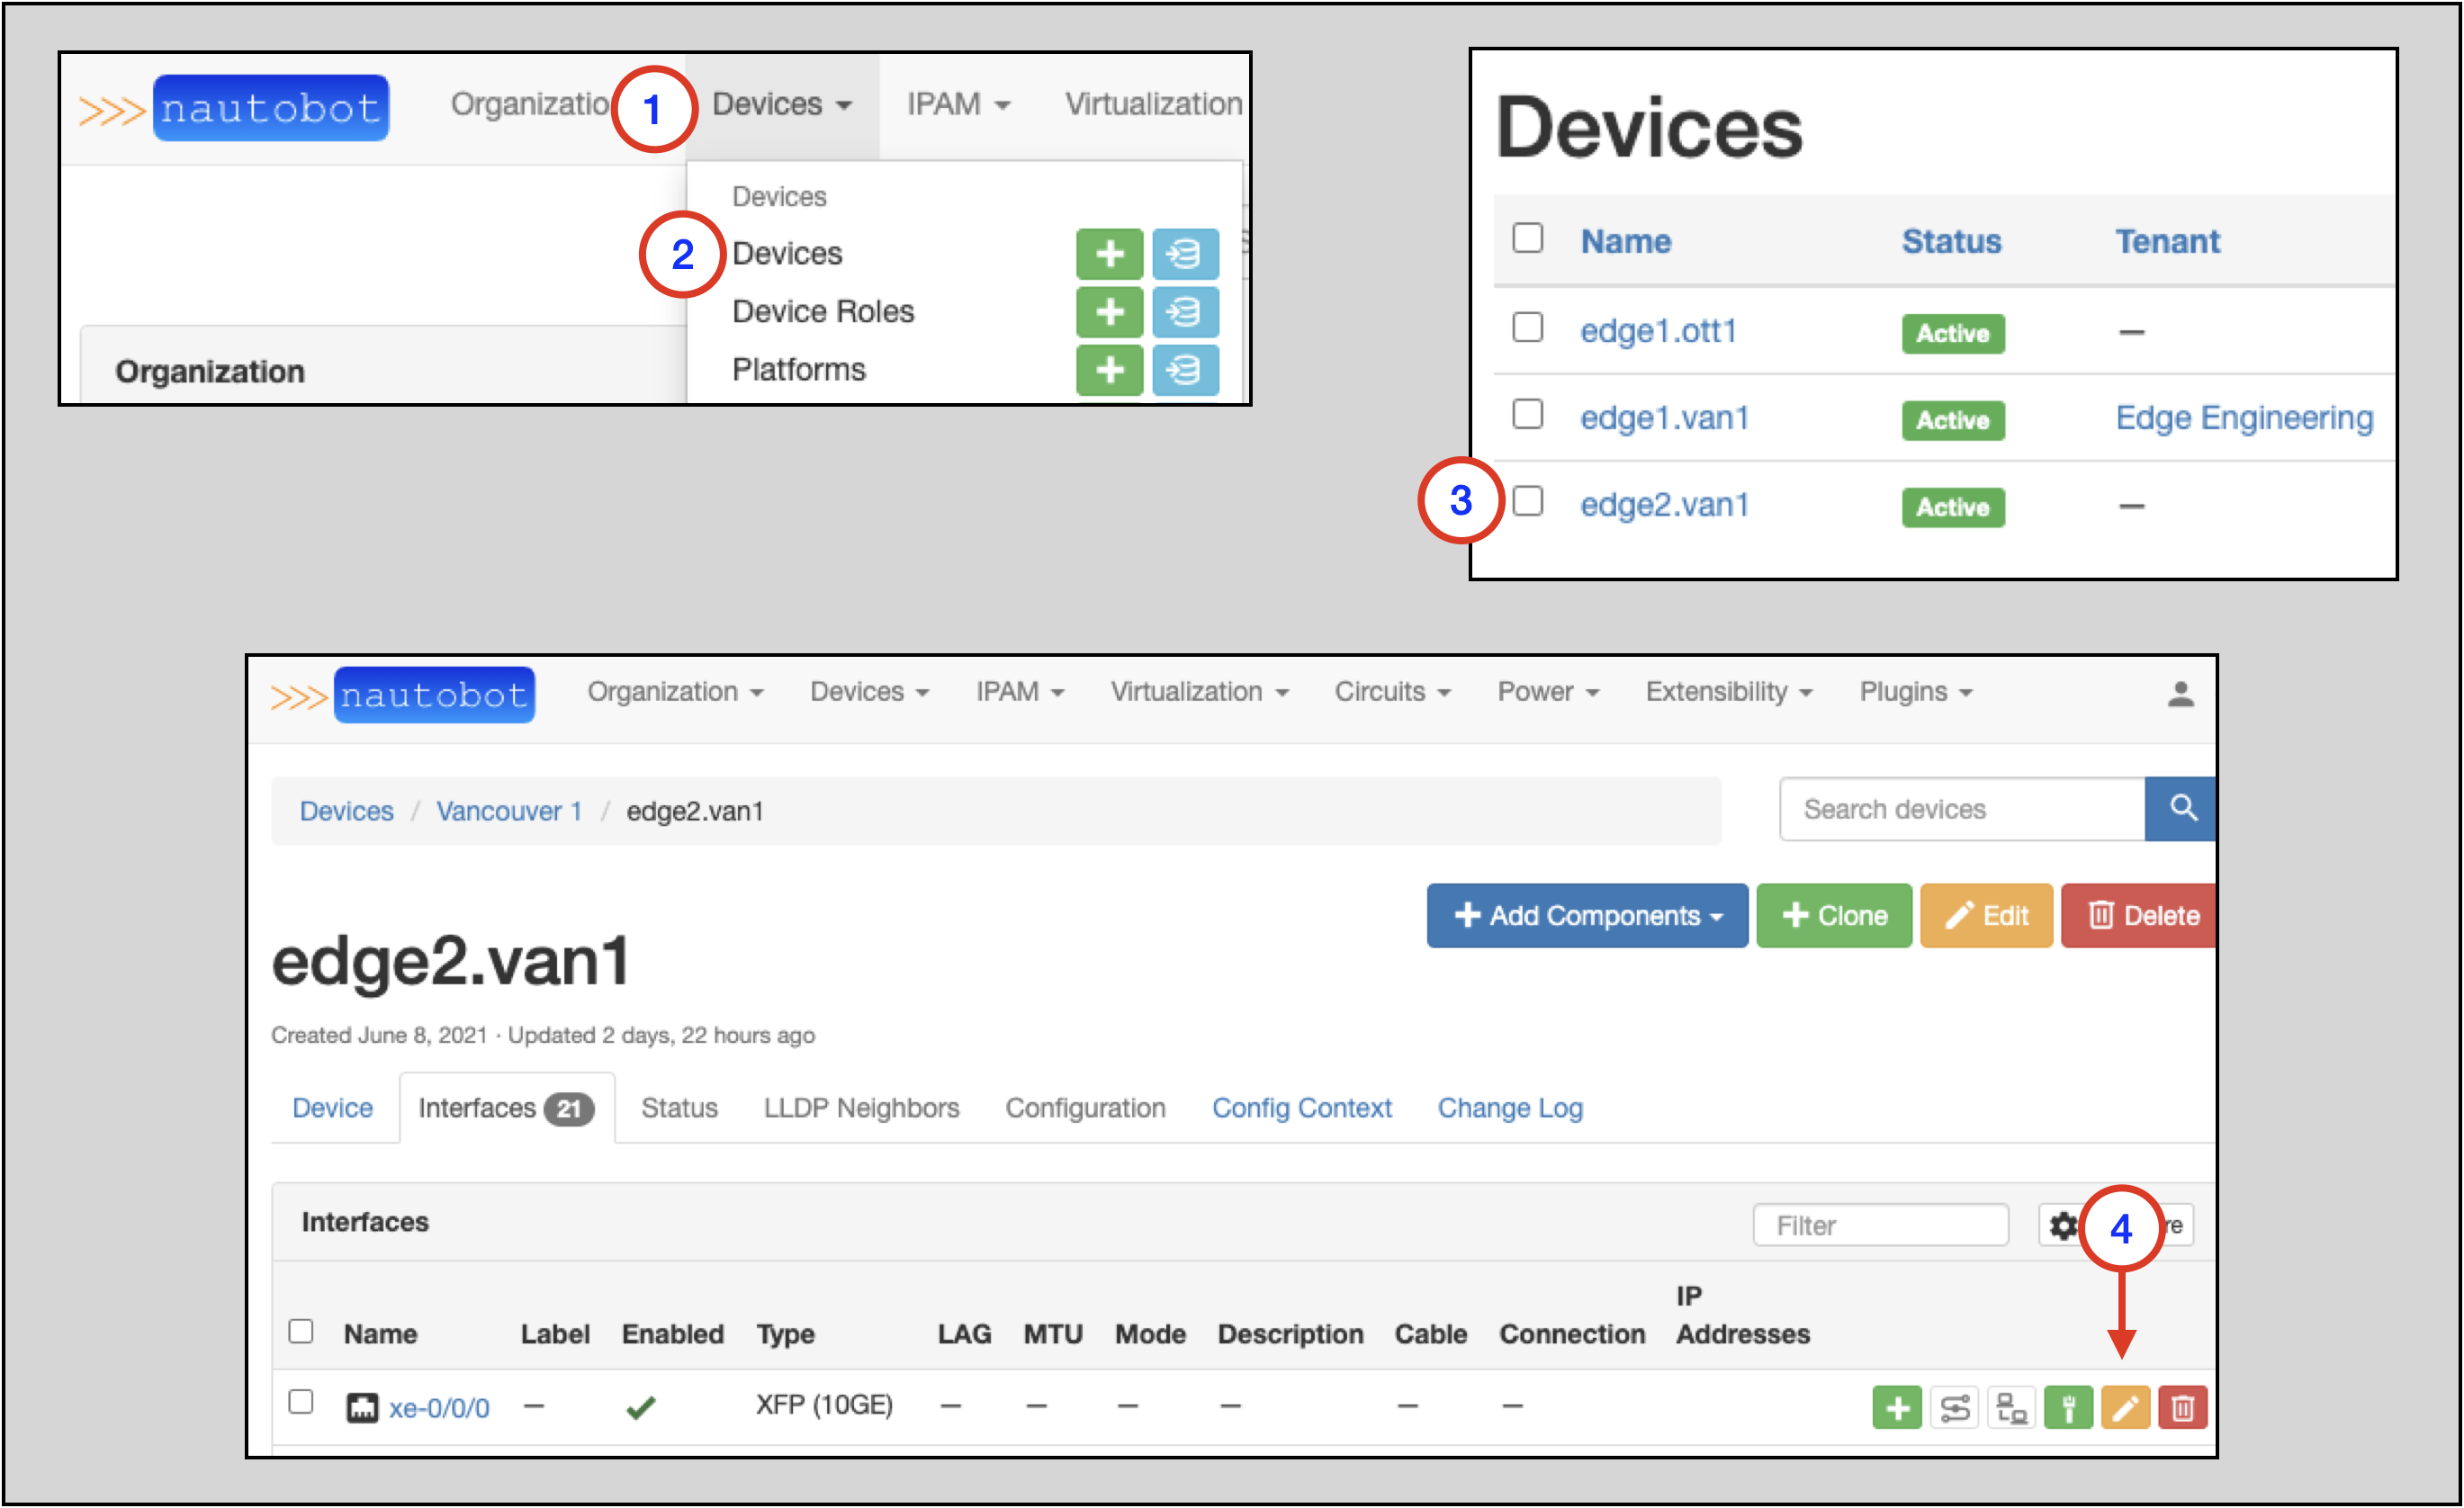 >>> nautobot Organizatio 1 Devices IPAM Virtualization
Devices
2 Devices
Device Roles
Platforms
Organization
Devices
Name Status Tenant
edge1.ott1 Active —
edge1.van1 Active Edge Engineering
3 edge2.van1 Active —
>>> nautobot Organization Devices IPAM Virtualization Circuits Power Extensibility Plugins
Devices / Vancouver 1 / edge2.van1 Search devices
+ Add Components + Clone Edit Delete
edge2.van1
Created June 8, 2021 · Updated 2 days, 22 hours ago
Device Interfaces 21 Status LLDP Neighbors Configuration Config Context Change Log
Interfaces Filter 4 re
Name Label Enabled Type LAG MTU Mode Description Cable Connection IP Addresses
xe-0/0/0 — XFP (10GE) — — — — — —